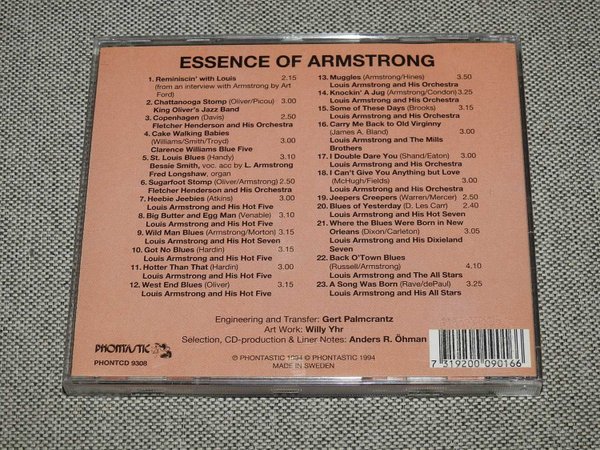 ESSENCE OF ARMSTRONG
1. Reminiscin' with Louis 2.15
(from an interview with Armstrong by Art
Ford)
2. Chattanooga Stomp (Oliver/Picou) 3.00
King Oliver's Jazz Band
3. Copenhagen (Davis) 2.50
Fletcher Henderson and His Orchestra
4. Cake Walking Babies
(Williams/Smith/Troyd) 3.00
Clarence Williams Blue Five
5. St. Louis Blues (Handy) 3.10
Bessie Smith, voc. acc by L. Armstrong
Fred Longshaw, organ
6. Sugarfoot Stomp (Oliver/Armstrong) 2.50
Fletcher Henderson and His Orchestra
7. Heebie Jeebies (Atkins) 3.00
Louis Armstrong and His Hot Five
8. Big Butter and Egg Man (Venable) 3.10
Louis Armstrong and His Hot Five
9. Wild Man Blues (Armstrong/Morton) 3.15
Louis Armstrong and His Hot Seven
10. Got No Blues (Hardin) 3.15
Louis Armstrong and His Hot Five
11. Hotter Than That (Hardin) 3.00
Louis Armstrong and His Hot Five
12. West End Blues (Oliver) 3.15
Louis Armstrong and His Hot Five
13. Muggles (Armstrong/Hines) 3.50
Louis Armstrong and His Orchestra
14. Knockin' A Jug (Armstrong/Condon) 3.25
Louis Armstrong and His Orchestra
15. Some of These Days (Brooks) 3.15
Louis Armstrong and His Orchestra
16. Carry Me Back to Old Virginny
(James A. Bland) 3.00
Louis Armstrong and The Mills
Brothers
17. I Double Dare You (Shand/Eaton) 3.00
Louis Armstrong and His Orchestra
18. I Can't Give You Anything but Love
(McHugh/Fields) 3.00
Louis Armstrong and His Orchestra
19. Jeepers Creepers (Warren/Mercer) 2.50
20. Blues of Yesterday (D. Les Carr) 2.40
Louis Armstrong and His Hot Seven
21. Where the Blues Were Born in New
Orleans (Dixon/Carleton) 3.05
Louis Armstrong and His Dixieland
Seven
22. Back O'Town Blues
(Russell/Armstrong) 4.10
Louis Armstrong and The All Stars
23. A Song Was Born (Rave/dePaul) 3.25
Louis Armstrong and His All Stars
Engineering and Transfer: Gert Palmcrantz
Art Work: Willy Yhr
Selection, CD-production & Liner Notes: Anders R. Öhman
PHONTASTIC
PHONTCD 9308
℗ PHONTASTIC 1994 © PHONTASTIC 1994
MADE IN SWEDEN
7 319200 090166